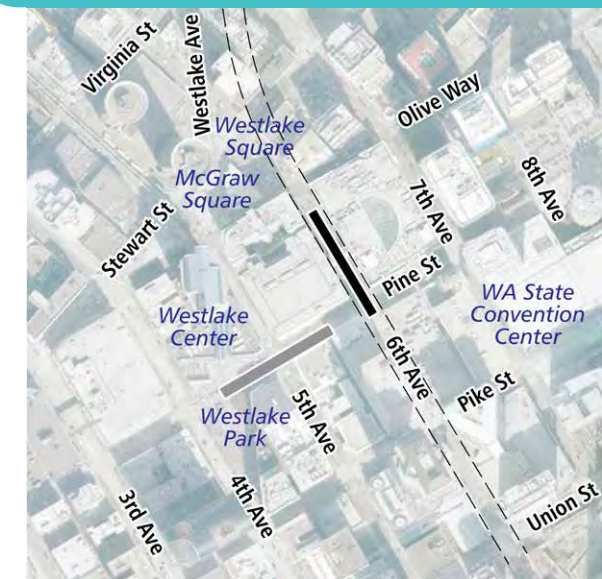 Virginia St
Westlake Ave
Olive Way
Westlake
Square
McGraw
Square
7th Ave
8th Ave
Stewart St
Pine St
WA State
Convention
Center
Westlake
Center
6th Ave
Pike St
Westlake
Park
5th Ave
4th Ave
3rd Ave
Union St